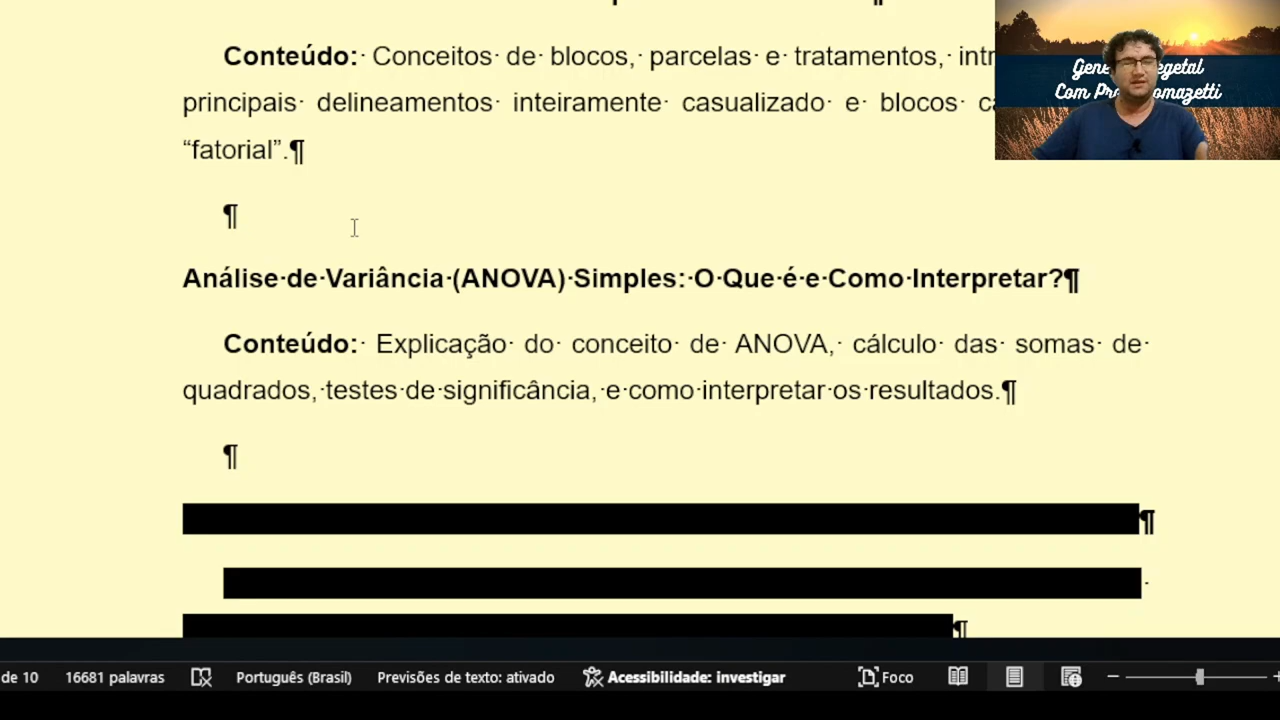 Conteúdo: Conceitos de blocos, parcelas e tratamentos,
principais delineamentos inteiramente casualizado e blocos
“fatorial”.¶
¶
Análise·de·Variância·(ANOVA)·Simples:·O·Que·é·e·Como·Interpretar?¶
Conteúdo:· Explicação· do· conceito· de· ANOVA,· cálculo· das· somas· de·
quadrados,·testes·de·significância,·e·como·interpretar·os·resultados.¶
¶
¶
¶
de 10 16681 palavras Português (Brasil) Previsões de texto: ativado Acessibilidade: investigar Foco
Com